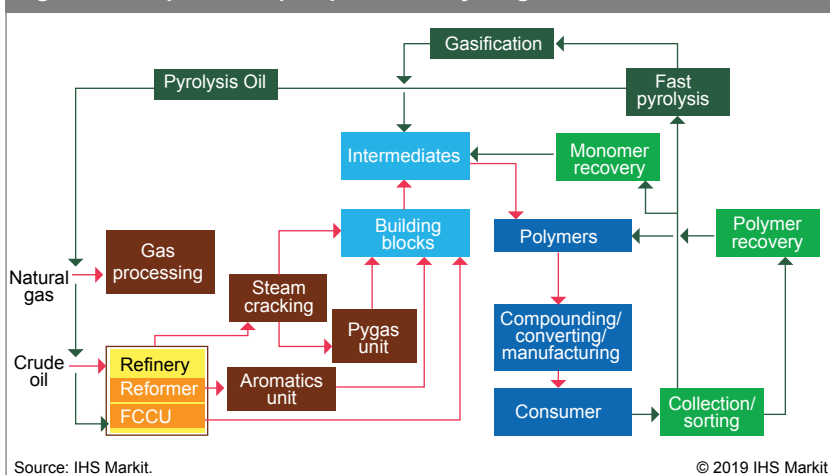 Gasification
Pyrolysis Oil
Fast
pyrolysis
Intermediates
Monomer
recovery
Building
blocks
Polymers
Polymer
recovery
Gas
processing
Natural
gas
Steam
cracking
Pygas
unit
Compounding/
converting/
manufacturing
Crude
oil
Refinery
Reformer
FCCU
Aromatics
unit
Consumer
Collection/
sorting
Source: IHS Markit.
© 2019 IHS Markit